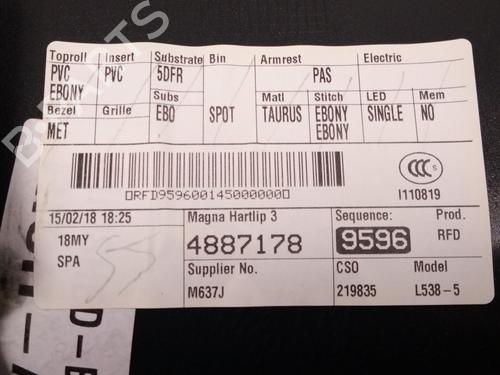 Toproll Insert Substrate Bin Armrest Electric
PVC PVC 5DFR PAS
EBONY Subs Matl Stitch LED Mem
Bezel Grille EBO SPOT TAURUS EBONY SINGLE NO
MET EBONY
▯RFD959600145000000▯
CCC
I110819
15/02/18 18:25 Magna Hartlip 3 Sequence: Prod.
18MY 4887178 9596 RFD
SPA Supplier No. CSO Model
M637J 219835 L538-5